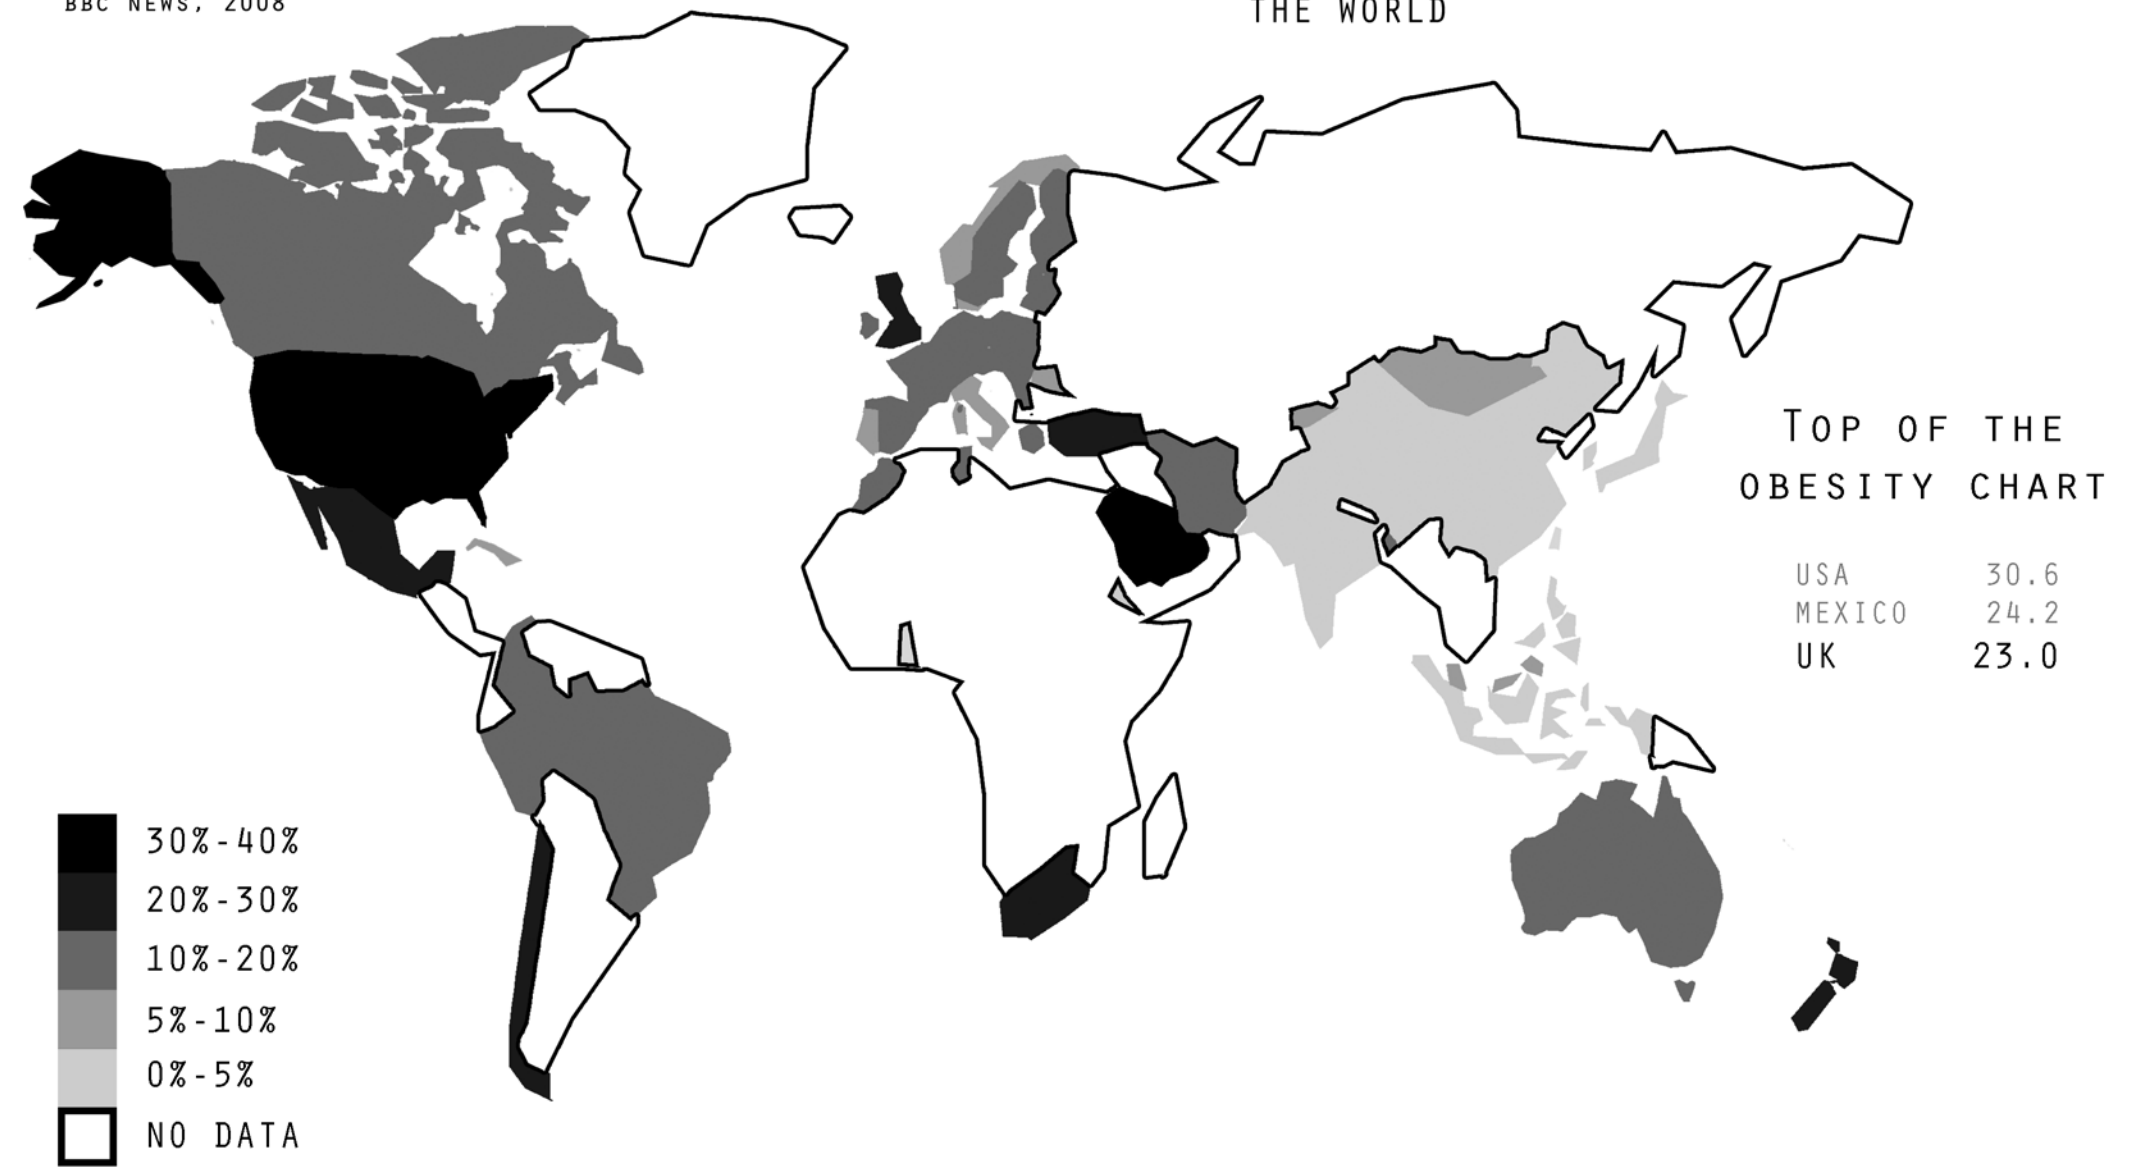 BBC NEWS, 2008
THE WORLD
TOP OF THE
OBESITY CHART
USA 30.6
MEXICO 24.2
UK 23.0
30%-40%
20%-30%
10%-20%
5%-10%
0%-5%
NO DATA